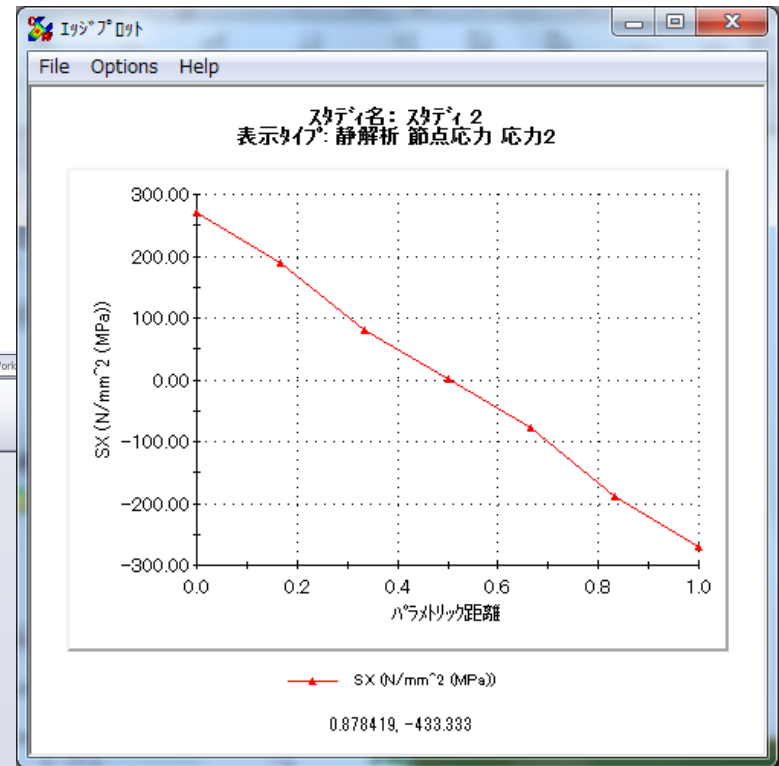 ｴｯｼﾞﾌﾟﾛｯﾄ
File Options Help
ｽﾀﾃﾞｨ名: ｽﾀﾃﾞｨ 2
表示ﾀｲﾌﾟ: 静解析 節点応力 応力2
300.00
200.00
100.00
0.00
-100.00
-200.00
-300.00
SX (N/mm^2 (MPa))
0.0 0.2 0.4 0.6 0.8 1.0
ﾊﾟﾗﾒﾄﾘｯｸ距離
SX (N/mm^2 (MPa))
0.878419, -433.333